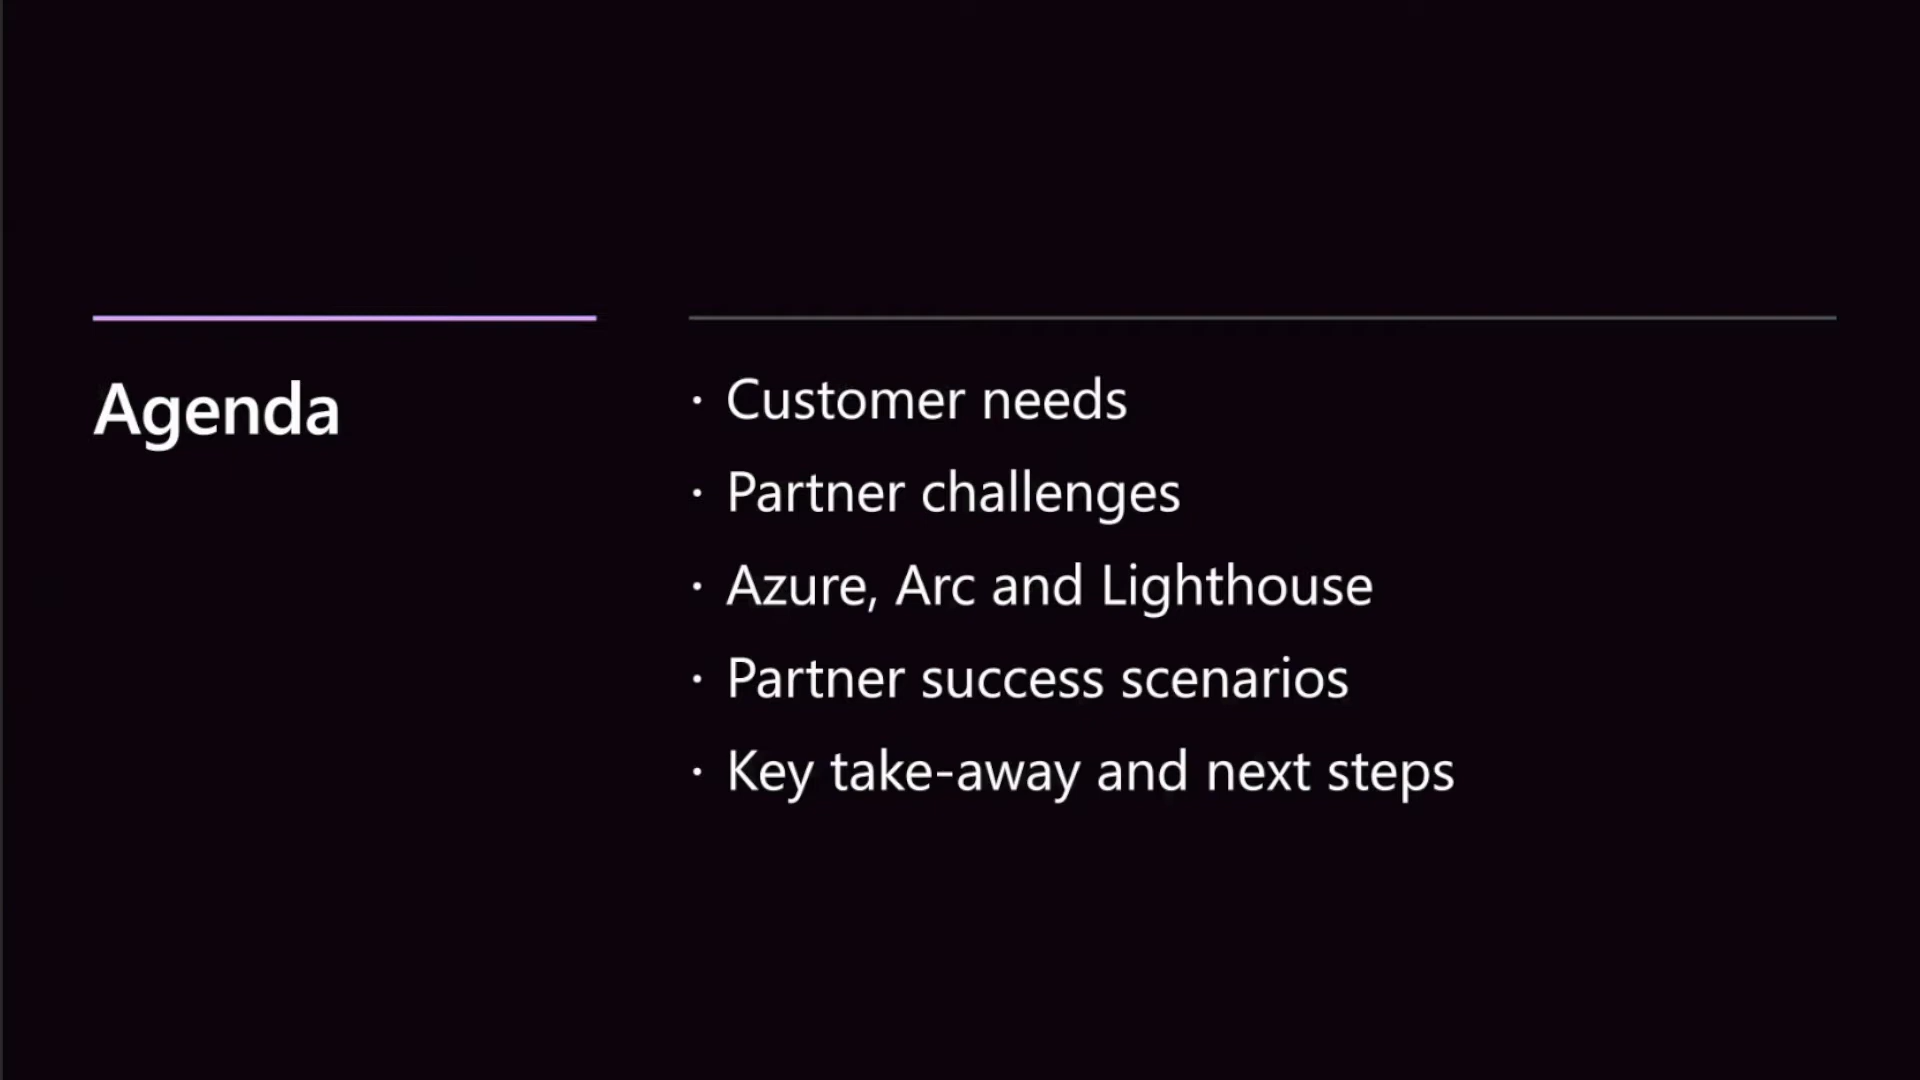 Agenda
· Customer needs
· Partner challenges
· Azure, Arc and Lighthouse
· Partner success scenarios
· Key take-away and next steps